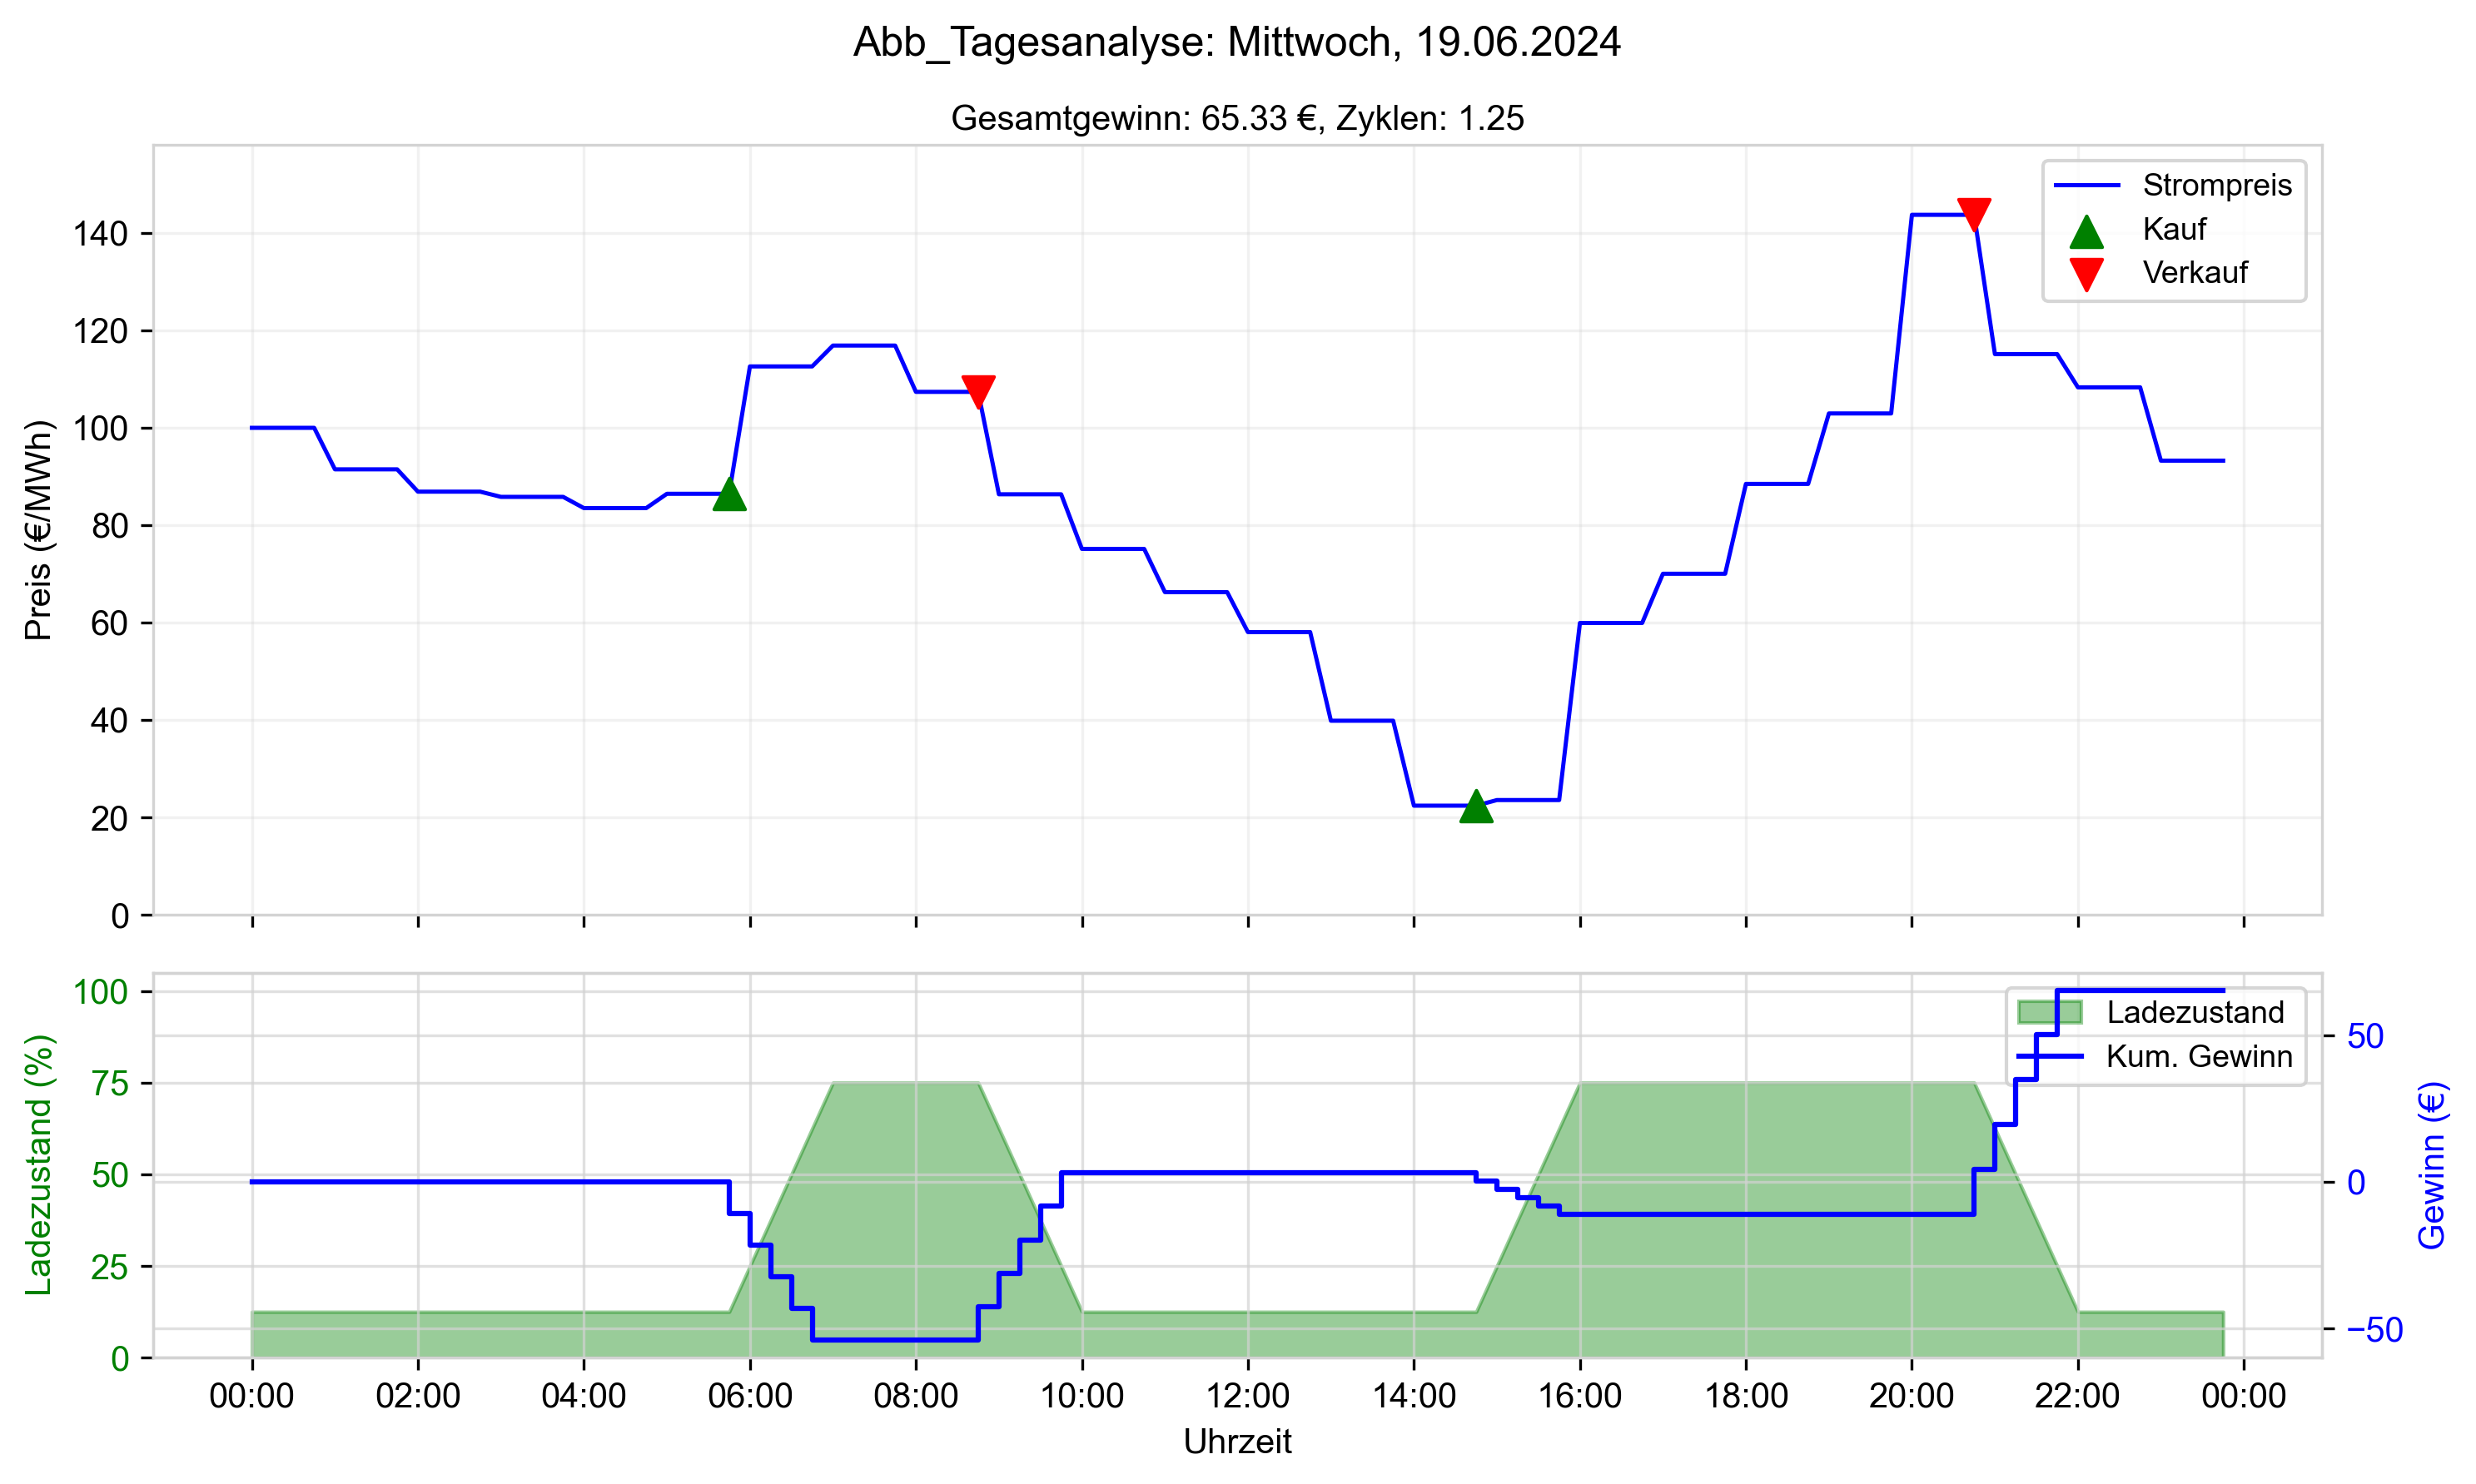 Abb_Tagesanalyse: Mittwoch, 19.06.2024
Gesamtgewinn: 65.33 €, Zyklen: 1.25
Preis (€/MWh)
140
120
100
80
60
40
20
0
Strompreis
Kauf
Verkauf
Ladezustand (%)
100
75
50
25
0
Ladezustand
Kum. Gewinn
50
0
−50
Gewinn (€)
00:00 02:00 04:00 06:00 08:00 10:00 12:00 14:00 16:00 18:00 20:00 22:00 00:00
Uhrzeit